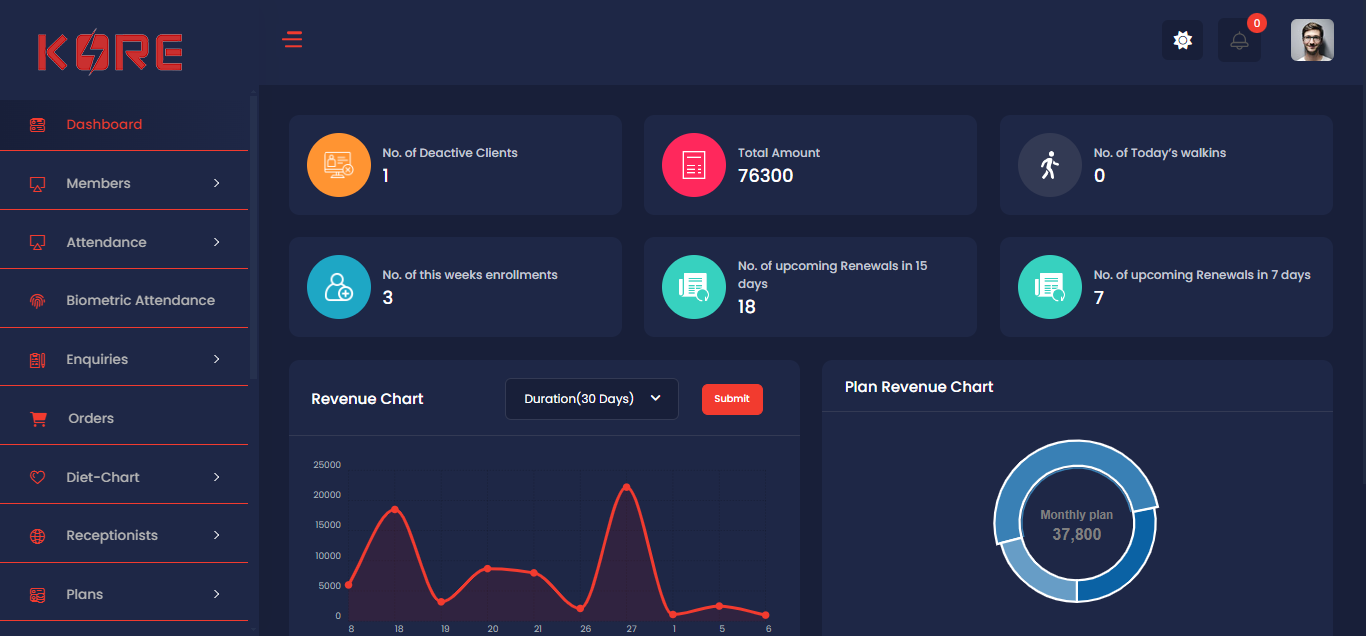 KORE
0
Dashboard
Members
Attendance
Biometric Attendance
Enquiries
Orders
Diet-Chart
Receptionists
Plans
No. of Deactive Clients
1
Total Amount
76300
No. of Today's walkins
0
No. of this weeks enrollments
3
No. of upcoming Renewals in 15
days
18
No. of upcoming Renewals in 7 days
7
Revenue Chart
Duration(30 Days)
Submit
25000
20000
15000
10000
5000
0
8 18 19 20 21 26 27 1 5 6
Plan Revenue Chart
Monthly plan
37,800